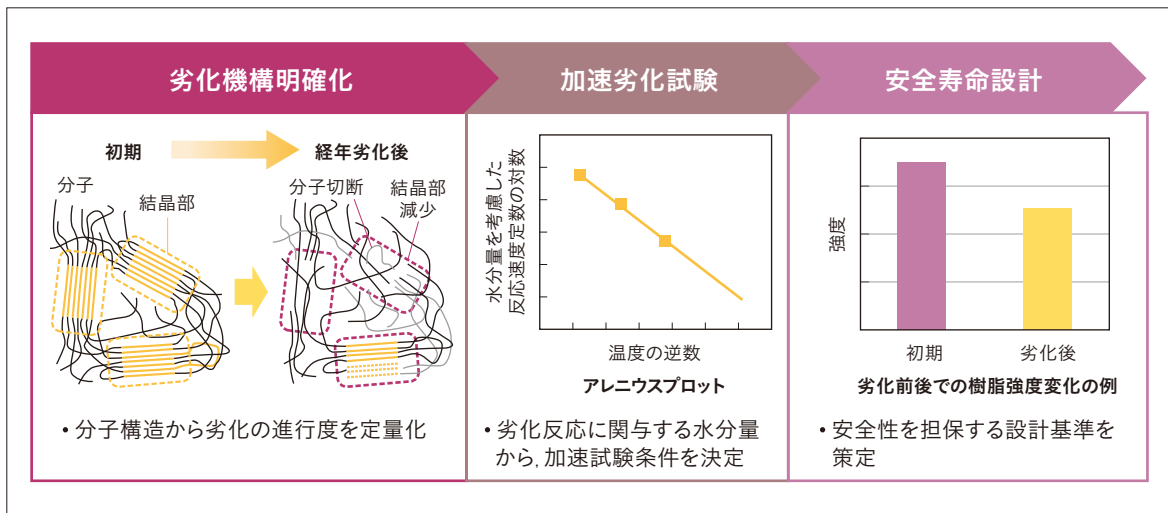 劣化機構明確化
加速劣化試験
安全寿命設計
初期
経年劣化後
分子
結晶部
分子切断
結晶部
減少
・分子構造から劣化の進行度を定量化
水分量を考慮した
反応速度定数の対数
温度の逆数
アレニウスプロット
・劣化反応に関与する水分量
から,加速試験条件を決定
強度
初期
劣化後
劣化前後での樹脂強度変化の例
・安全性を担保する設計基準を
策定